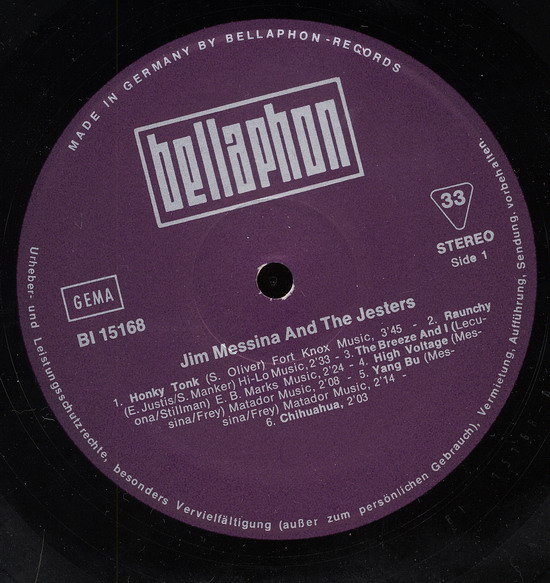 MADE IN GERMANY BY BELLAPHON-RECORDS
bellaphon
33
STEREO
Side 1
GEMA
BI 15168
Jim Messina And The Jesters
1. Honky Tonk (S. Oliver) Fort Knox Music, 3'45 - 2. Raunchy
(E. Justis/S. Manker) Hi-Lo Music, 2'33 - 3. The Breeze And I (Lecu-
ona/Stillman) E. B. Marks Music, 2'24 - 4. High Voltage (Mes-
sina/Frey) Matador Music, 2'08 - 5. Yang Bu (Mes-
sina/Frey) Matador Music, 2'14 -
6. Chihuahua, 2'03
Urheber- und Leistungsschutzrechte, besonders Vervielfältigung (außer zum persönlichen Gebrauch), Vermietung, Aufführung, Sendung, vorbehalten.